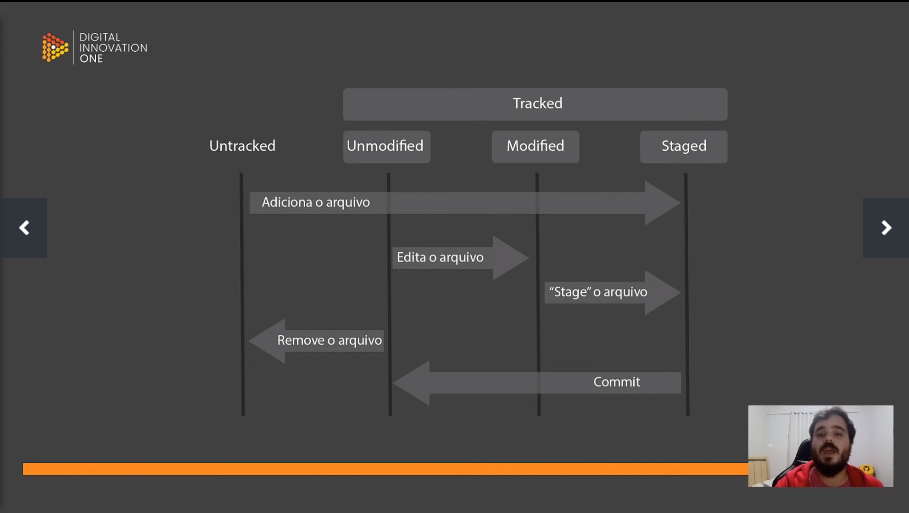 DIGITAL
INNOVATION
ONE
Tracked
Untracked
Unmodified
Modified
Staged
Adiciona o arquivo
Edita o arquivo
“Stage” o arquivo
Remove o arquivo
Commit